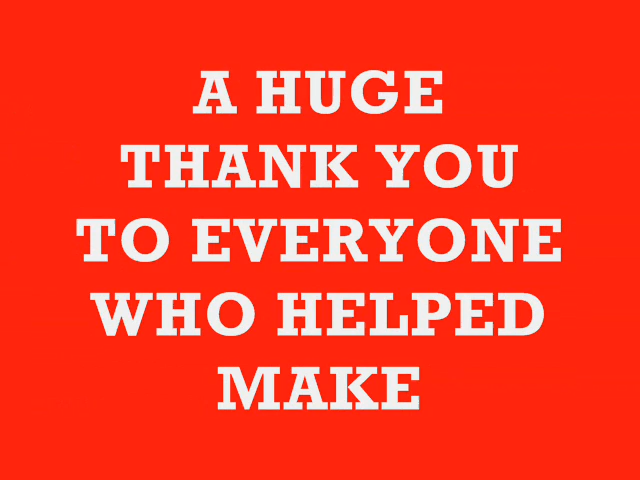 A HUGE
THANK YOU
TO EVERYONE
WHO HELPED
MAKE